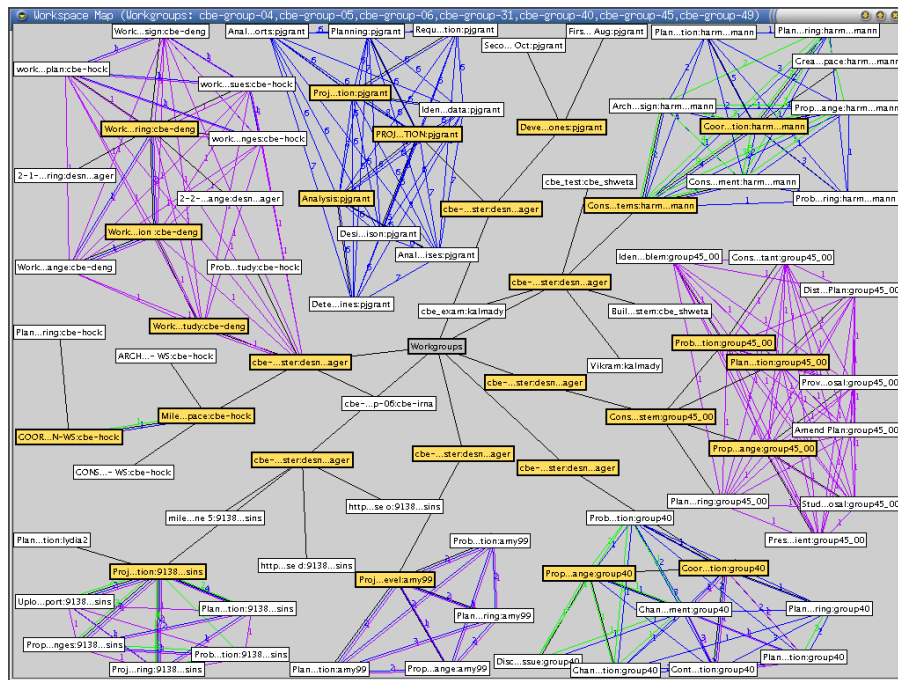 Workspace Map (Workgroups: cbe-group-04,cbe-group-05,cbe-group-06,cbe-group-31,cbe-group-40,cbe-group-45,cbe-group-49)
Work...sign:cbe-deng
Anal...orts:pjgrant
Planning:pjgrant
Requ...tion:pjgrant
Firs... Aug:pjgrant
Plan...tion:harm...mann
Plan...ring:harm...mann
Seco... Oct:pjgrant
work...plan:cbe-hock
Crea...pace:harm...mann
work...sues:cbe-hock
Proj...tion:pjgrant
Iden...data:pjgrant
Arch...sign:harm...mann
Prop...ange:harm...mann
Work...ring:cbe-deng
PROJ...TION:pjgrant
Deve...ones:pjgrant
Coor...tion:harm...mann
work...nges:cbe-hock
2-1-...ring:desn...ager
cbe_test:cbe_shweta
Cons...ment:harm...mann
2-2-...ange:desn...ager
Analysis:pjgrant
cbe-...ster:desn...ager
Cons...tems:harm...mann
Prob...ring:harm...mann
Work...ion :cbe-deng
Desi...ison:pjgrant
Anal...ises:pjgrant
Iden...blem:group45_00
Cons...tant:group45_00
Work...ange:cbe-deng
Prob...tudy:cbe-hock
cbe-...ster:desn...ager
Dist...Plan:group45_00
Dete...ines:pjgrant
cbe_exam:kalmady
Buil...stem:cbe_shweta
Plan...ring:cbe-hock
Work...tudy:cbe-deng
Workgroups
Prob...tion:group45_00
ARCH...- WS:cbe-hock
cbe-...ster:desn...ager
Vikram:kalmady
Plan...tion:group45_00
cbe-...ster:desn...ager
Prov...osal:group45_00
cbe-...p-06:cbe-irna
Mile...pace:cbe-hock
Cons...stem:group45_00
Amend Plan:group45_00
COOR...N-WS:cbe-hock
Prop...ange:group45_00
cbe-...ster:desn...ager
cbe-...ster:desn...ager
cbe-...ster:desn...ager
CONS...- WS:cbe-hock
Plan...ring:group45_00
Stud...osal:group45_00
http...se o:9138...sins
mile...ne 5:9138...sins
Prob...tion:group40
Pres...ient:group45_00
Plan...tion:lydia2
Prob...tion:amy99
http...se d:9138...sins
Proj...tion:9138...sins
Proj...evel:amy99
Prop...ange:group40
Coor...tion:group40
Uplo...port:9138...sins
Plan...tion:9138...sins
Plan...ring:amy99
Chan...ment:group40
Plan...ring:group40
Prop...nges:9138...sins
Prob...tion:9138...sins
Disc...ssue:group40
Plan...tion:group40
Proj...ring:9138...sins
Plan...tion:amy99
Prop...ange:amy99
Chan...tion:group40
Cont...tion:group40